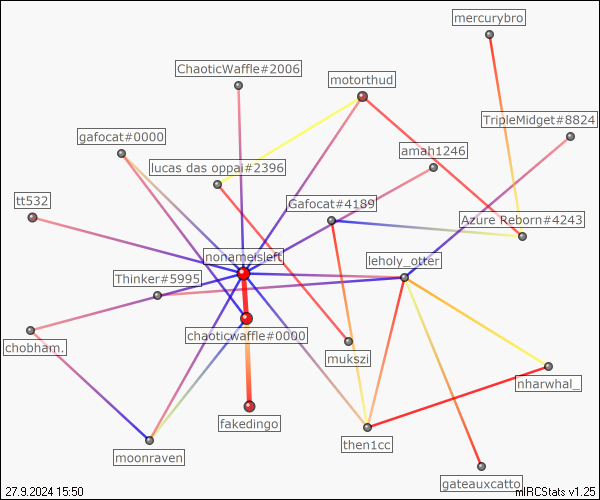 mercurybro
ChaoticWaffle#2006
motorthud
TripleMidget#8824
gafocat#0000
amah1246
lucas das oppai#2396
tt532
Gafocat#4189
Azure Reborn#4243
nonameisleft
leholy_otter
Thinker#5995
chaoticwaffle#0000
chobham.
mukszi
nharwhal_
fakedingo
then1cc
moonraven
gateauxcatto
27.9.2024 15:50
mIRCStats v1.25